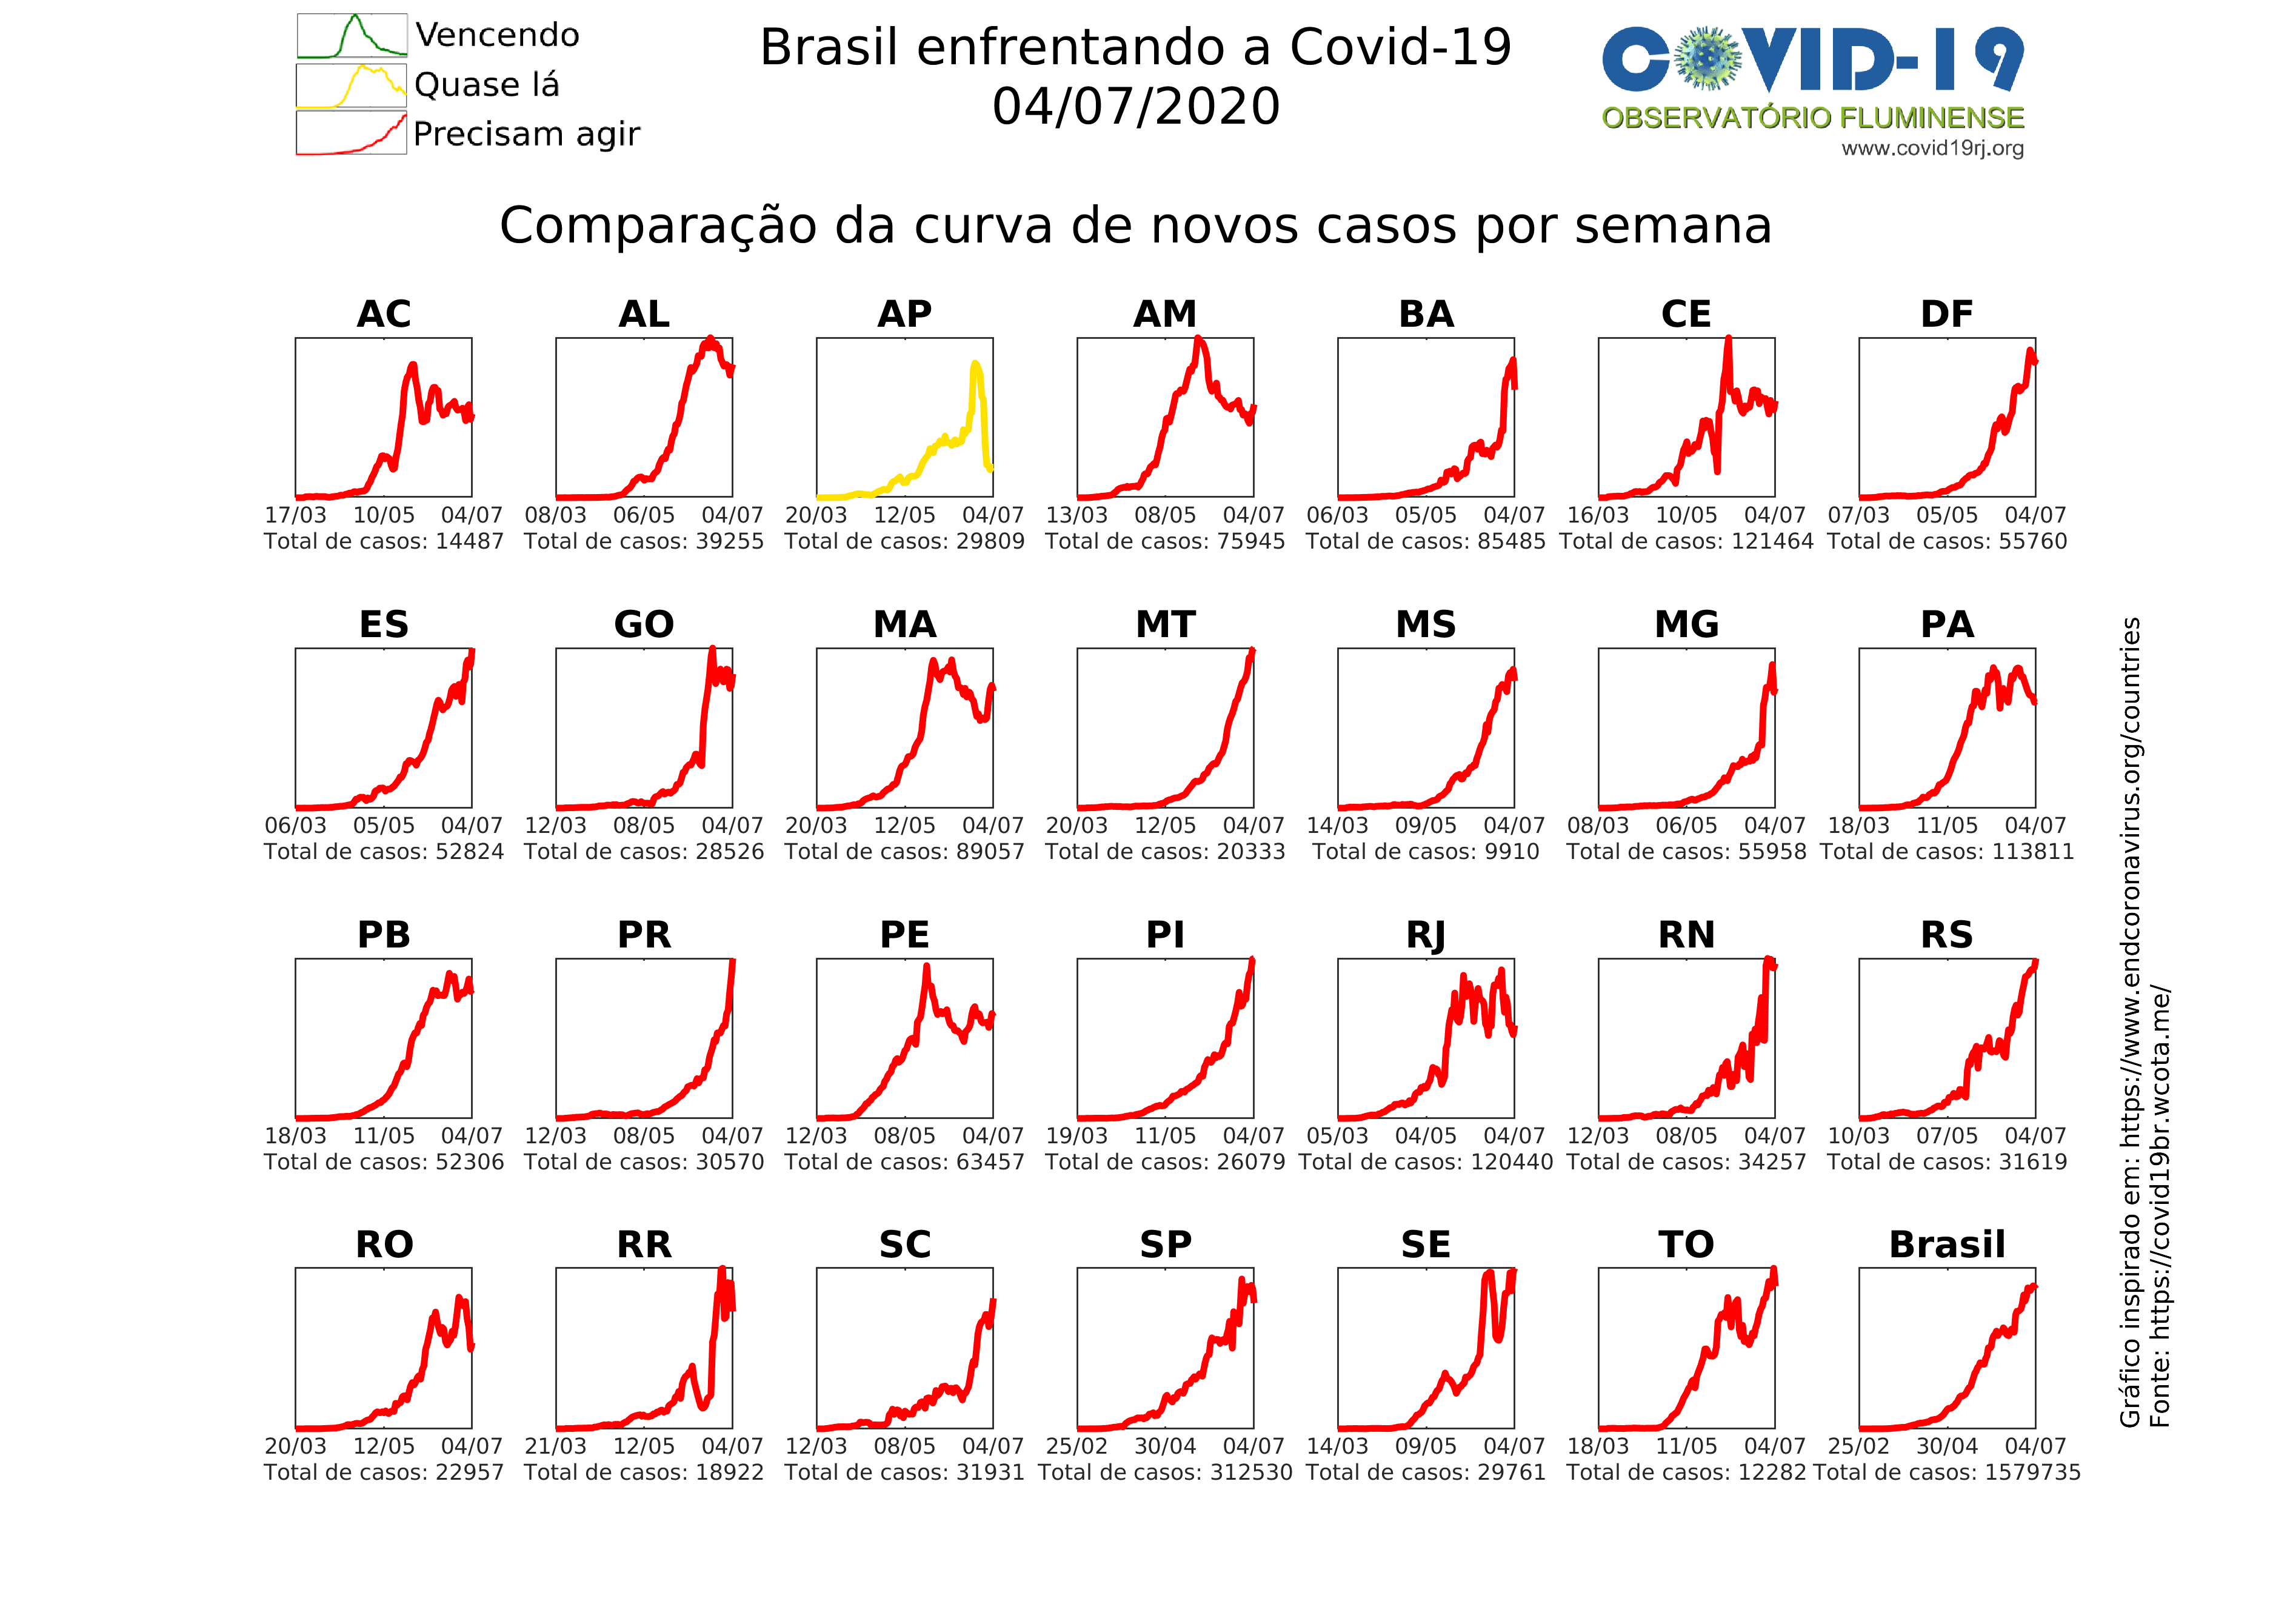 Vencendo
Quase lá
Precisam agir
Brasil enfrentando a Covid-19
04/07/2020
COVID-19
OBSERVATÓRIO FLUMINENSE
www.covid19rj.org
Comparação da curva de novos casos por semana
AC AL AP AM BA CE DF
17/03 10/05 04/07 08/03 06/05 04/07 20/03 12/05 04/07 13/03 08/05 04/07 06/03 05/05 04/07 16/03 10/05 04/07 07/03 05/05 04/07
Total de casos: 14487 Total de casos: 39255 Total de casos: 29809 Total de casos: 75945 Total de casos: 85485 Total de casos: 121464 Total de casos: 55760
ES GO MA MT MS MG PA
06/03 05/05 04/07 12/03 08/05 04/07 20/03 12/05 04/07 20/03 12/05 04/07 14/03 09/05 04/07 08/03 06/05 04/07 18/03 11/05 04/07
Total de casos: 52824 Total de casos: 28526 Total de casos: 89057 Total de casos: 20333 Total de casos: 9910 Total de casos: 55958 Total de casos: 113811
PB PR PE PI RJ RN RS
18/03 11/05 04/07 12/03 08/05 04/07 12/03 08/05 04/07 19/03 11/05 04/07 05/03 04/05 04/07 12/03 08/05 04/07 10/03 07/05 04/07
Total de casos: 52306 Total de casos: 30570 Total de casos: 63457 Total de casos: 26079 Total de casos: 120440 Total de casos: 34257 Total de casos: 31619
RO RR SC SP SE TO Brasil
20/03 12/05 04/07 21/03 12/05 04/07 12/03 08/05 04/07 25/02 30/04 04/07 14/03 09/05 04/07 18/03 11/05 04/07 25/02 30/04 04/07
Total de casos: 22957 Total de casos: 18922 Total de casos: 31931 Total de casos: 312530 Total de casos: 29761 Total de casos: 12282 Total de casos: 1579735
Gráfico inspirado em: https://www.endcoronavirus.org/countries
Fonte: https://covid19br.wcota.me/